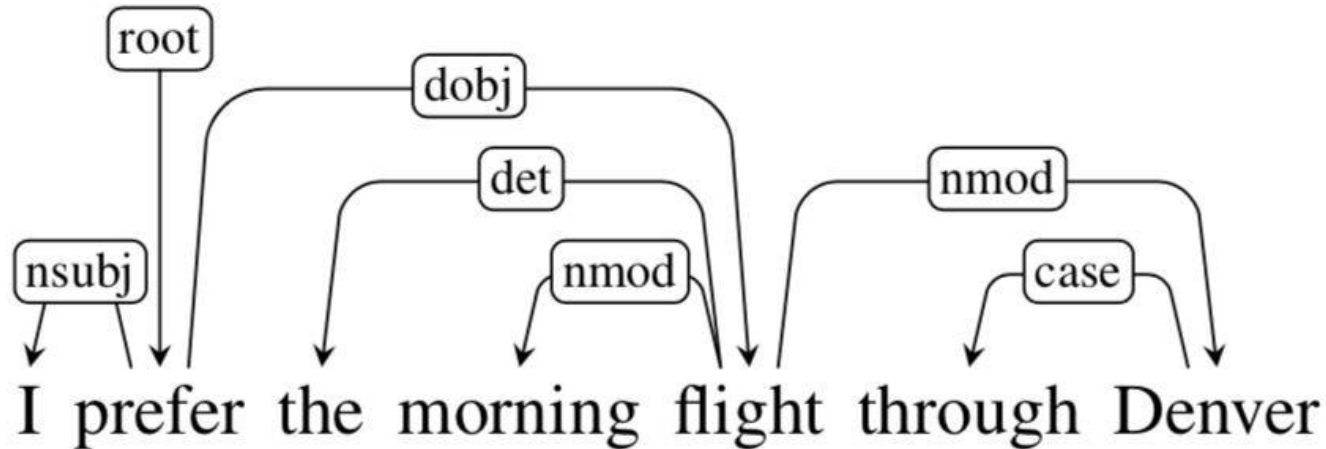 root
dobj
det nmod
nsubj nmod case
I prefer the morning flight through Denver